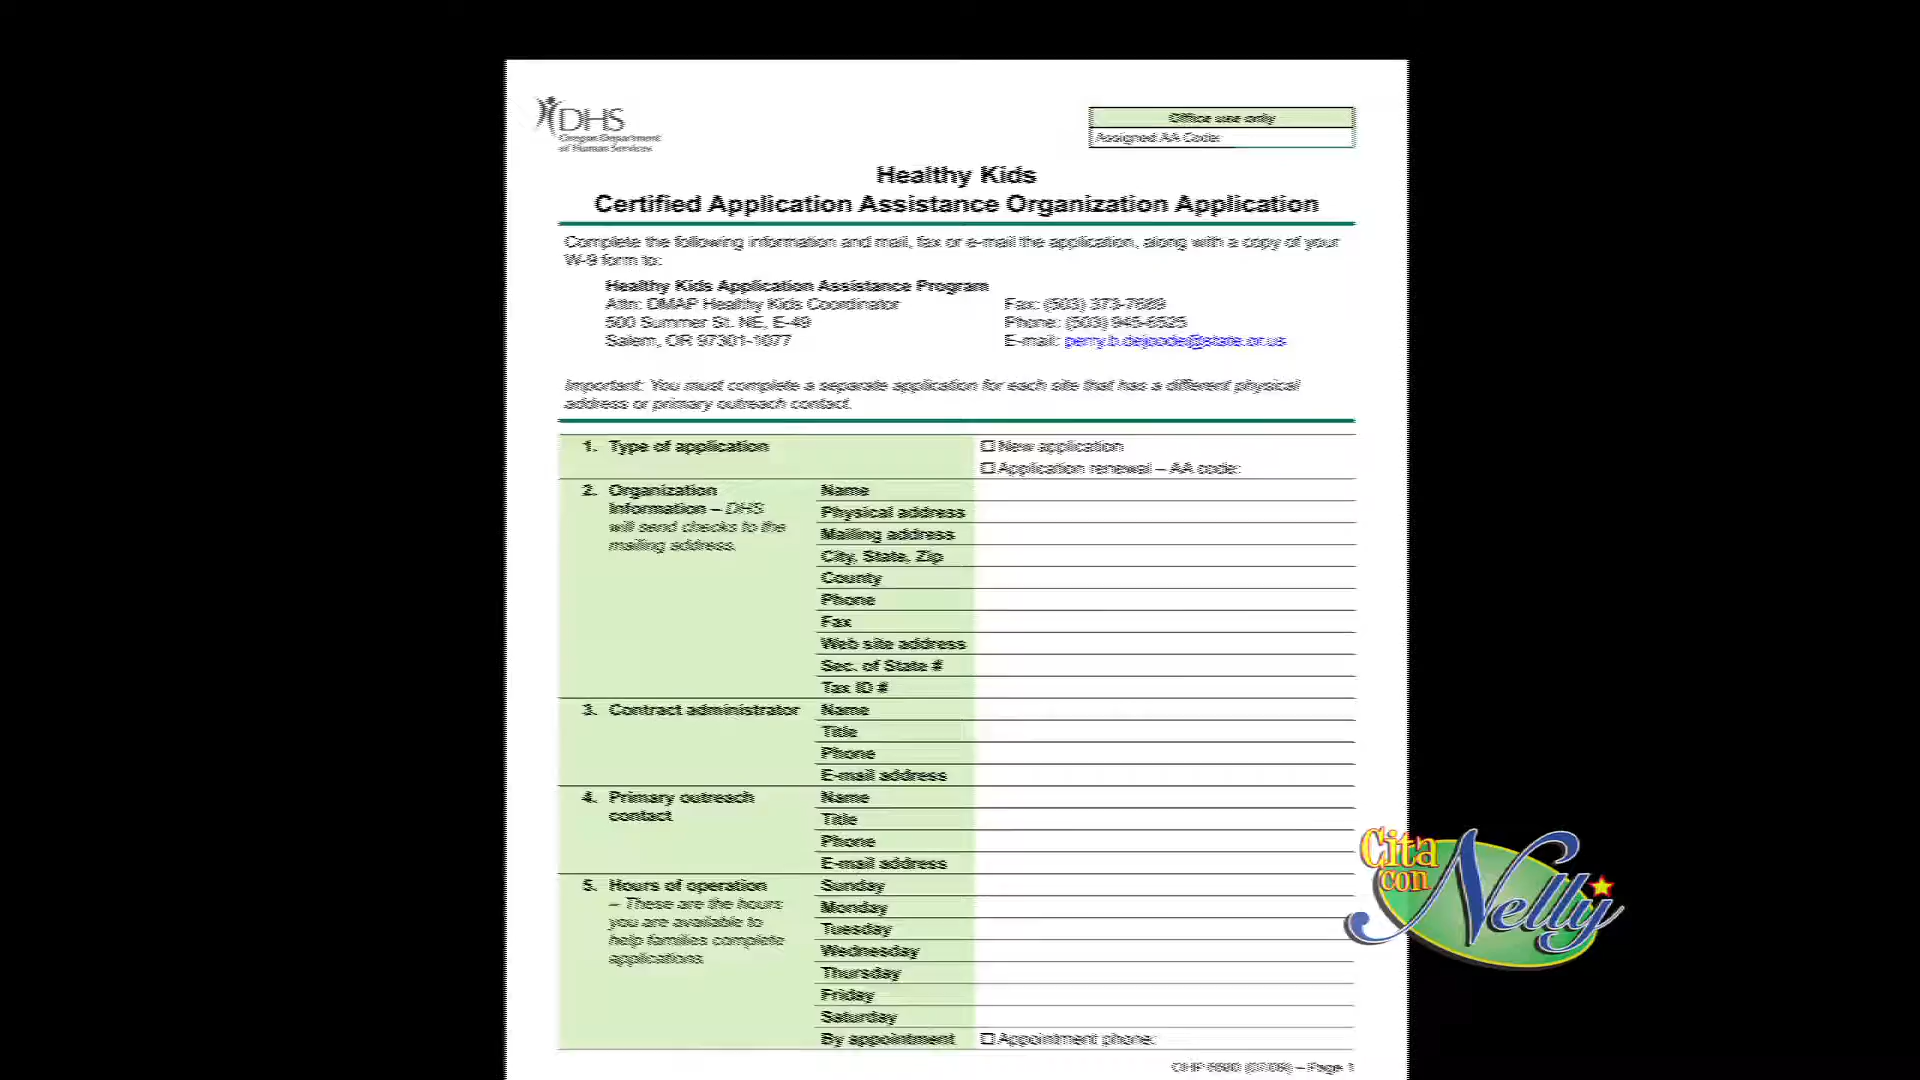 DHS
Oregon Department
of Human Services
Office use only
Assigned AA Code:
Healthy Kids
Certified Application Assistance Organization Application
Complete the following information and mail, fax or e-mail the application, along with a copy of your
W-9 form to:
Healthy Kids Application Assistance Program
Attn: DMAP Healthy Kids Coordinator
500 Summer St. NE, E-49
Salem, OR 97301-1077
Fax: (503) 373-7689
Phone: (503) 945-6525
E-mail:
Important: You must complete a separate application for each site that has a different physical
address or primary outreach contact.
1. Type of application
New application
Application renewal – AA code:
2. Organization
Information – DHS
will send checks to the
mailing address.
Name
Physical address
Mailing address
City, State, Zip
County
Phone
Fax
Web site address
Sec. of State #
Tax ID #
3. Contract administrator
Name
Title
Phone
E-mail address
4. Primary outreach
contact
Name
Title
Phone
E-mail address
5. Hours of operation
– These are the hours
you are available to
help families complete
applications.
Sunday
Monday
Tuesday
Wednesday
Thursday
Friday
Saturday
By appointment
Appointment phone:
– Page 1
Cita
con
Nelly